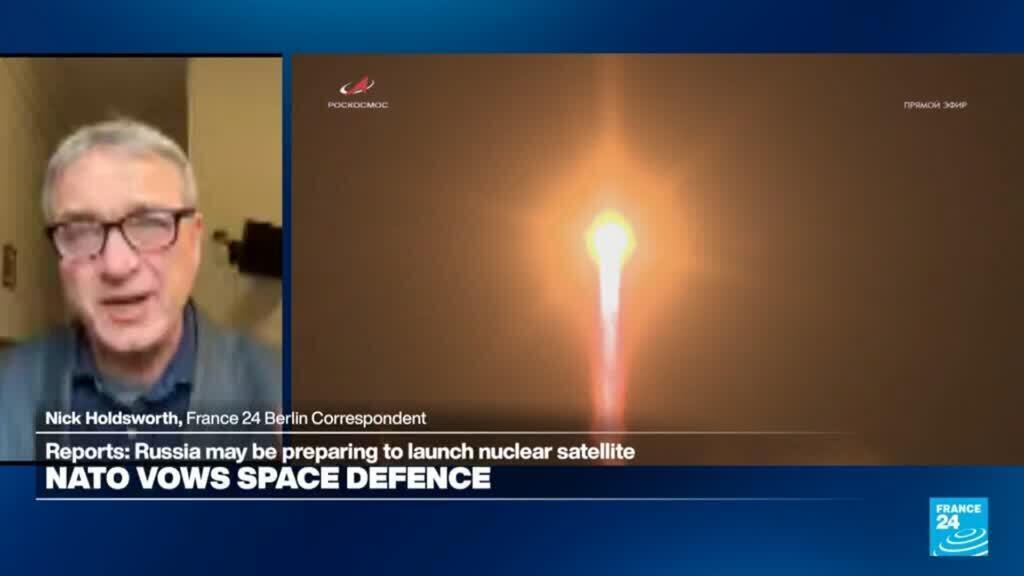 РОСКОСМОС
ПРЯМОЙ ЭФИР
Nick Holdsworth, France 24 Berlin Correspondent
Reports: Russia may be preparing to launch nuclear satellite
NATO VOWS SPACE DEFENCE
FRANCE
24